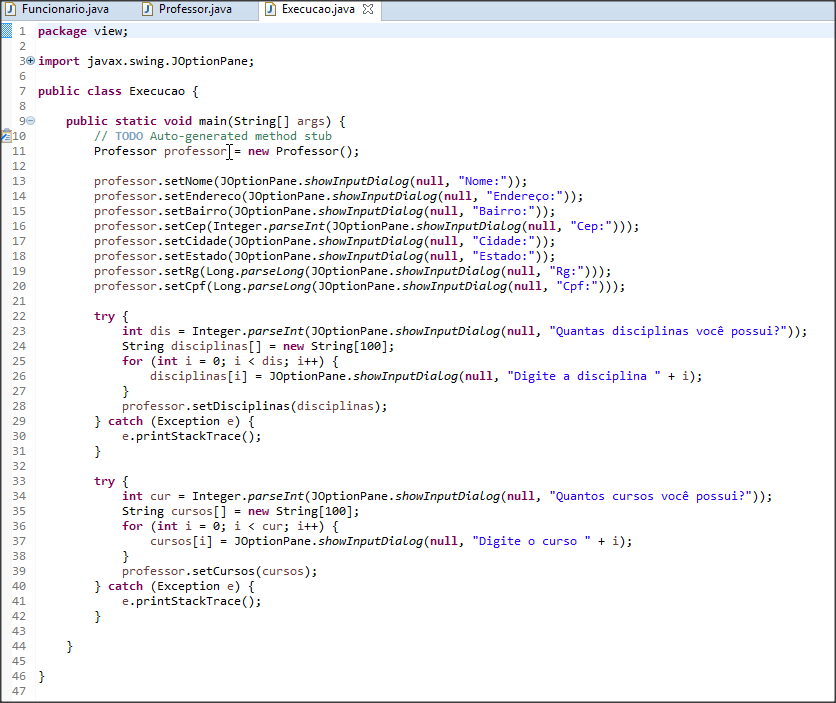 Funcionario.java Professor.java Execucao.java
1 package view;
2
3 import javax.swing.JOptionPane;
6
7 public class Execucao {
8
9 public static void main(String[] args) {
10 // TODO Auto-generated method stub
11 Professor professor = new Professor();
12
13 professor.setNome(JOptionPane.showInputDialog(null, "Nome:"));
14 professor.setEndereco(JOptionPane.showInputDialog(null, "Endereço:"));
15 professor.setBairro(JOptionPane.showInputDialog(null, "Bairro:"));
16 professor.setCep(Integer.parseInt(JOptionPane.showInputDialog(null, "Cep:")));
17 professor.setCidade(JOptionPane.showInputDialog(null, "Cidade:"));
18 professor.setEstado(JOptionPane.showInputDialog(null, "Estado:"));
19 professor.setRg(Long.parseLong(JOptionPane.showInputDialog(null, "Rg:")));
20 professor.setCpf(Long.parseLong(JOptionPane.showInputDialog(null, "Cpf:")));
21
22 try {
23 int dis = Integer.parseInt(JOptionPane.showInputDialog(null, "Quantas disciplinas você possui?"));
24 String disciplinas[] = new String[100];
25 for (int i = 0; i < dis; i++) {
26 disciplinas[i] = JOptionPane.showInputDialog(null, "Digite a disciplina " + i);
27 }
28 professor.setDisciplinas(disciplinas);
29 } catch (Exception e) {
30 e.printStackTrace();
31 }
32
33 try {
34 int cur = Integer.parseInt(JOptionPane.showInputDialog(null, "Quantos cursos você possui?"));
35 String cursos[] = new String[100];
36 for (int i = 0; i < cur; i++) {
37 cursos[i] = JOptionPane.showInputDialog(null, "Digite o curso " + i);
38 }
39 professor.setCursos(cursos);
40 } catch (Exception e) {
41 e.printStackTrace();
42 }
43
44 }
45
46 }
47